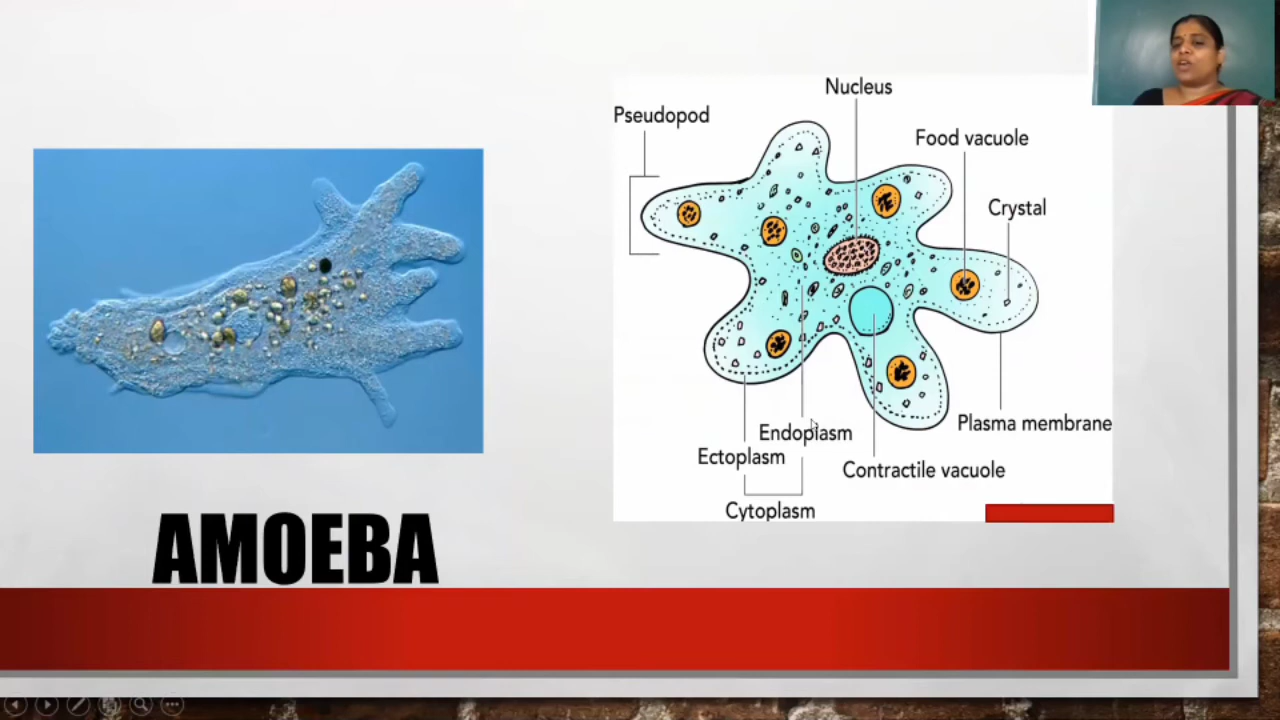 Nucleus
Pseudopod
Food vacuole
Crystal
Plasma membrane
Endoplasm
Ectoplasm
Contractile vacuole
Cytoplasm
AMOEBA